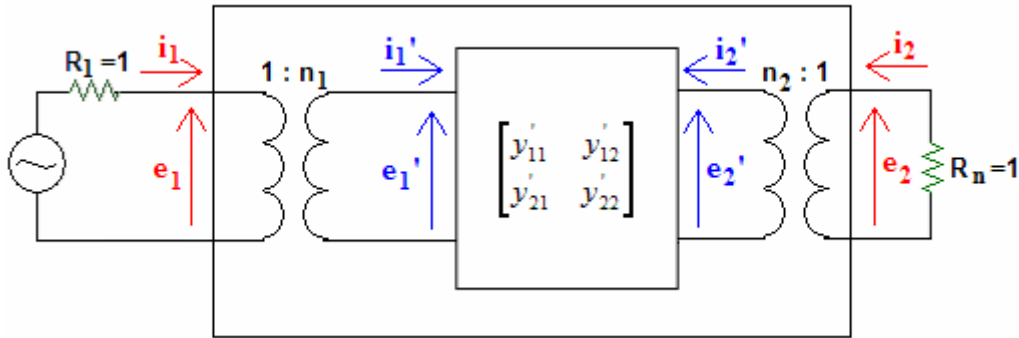 R1=1
i1
1 : n1
i1'
i2'
n2 : 1
i2
e1
e1'
y'11 y'12
y'21 y'22
e2'
e2
Rn=1